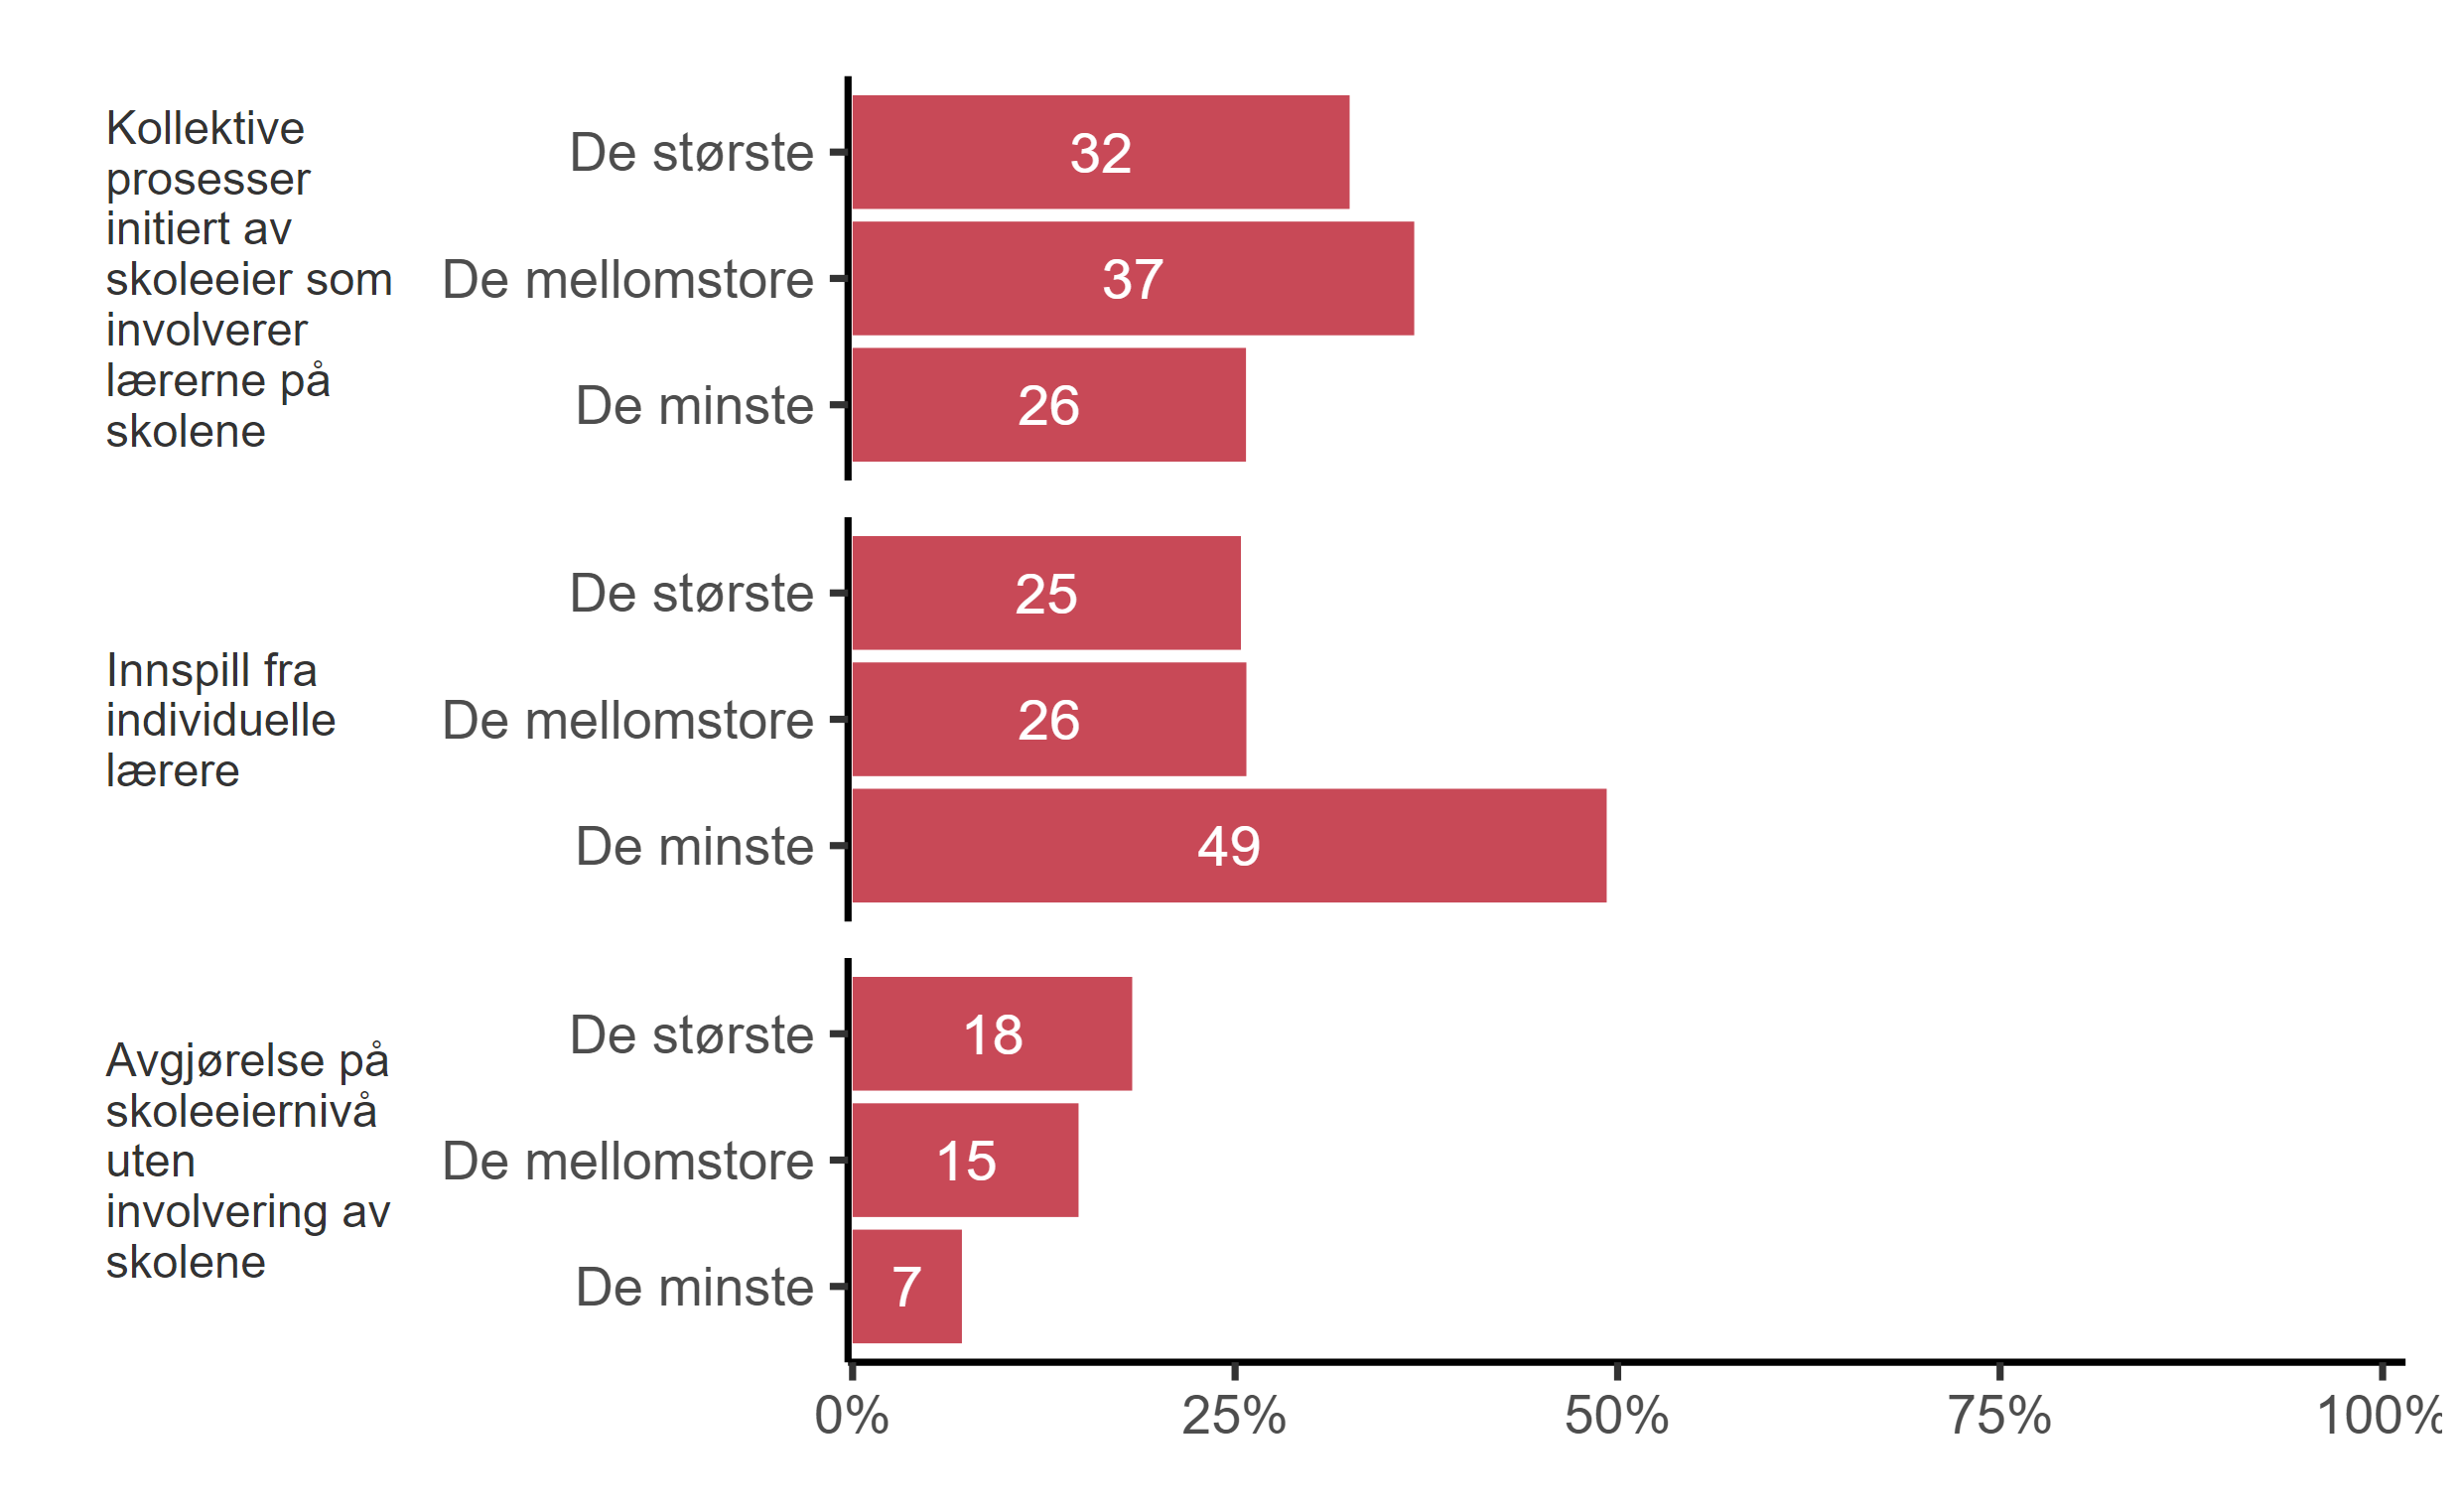 Kollektive
prosesser
initiert av
skoleeier som
involverer
lærerne på
skolene
De største
32
De mellomstore
37
De minste
26
Innspill fra
individuelle
lærere
De største
25
De mellomstore
26
De minste
49
Avgjørelse på
skoleeiernivå
uten
involvering av
skolene
De største
18
De mellomstore
15
De minste
7
0% 25% 50% 75% 100%